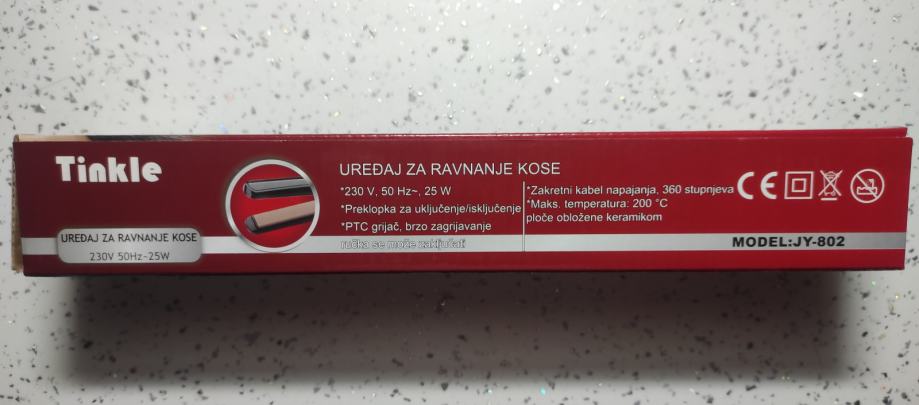 Tinkle
UREĐAJ ZA RAVNANJE KOSE
230V 50Hz~25W
UREĐAJ ZA RAVNANJE KOSE
*230 V, 50 Hz~, 25 W
*Preklopka za uključenje/isključenje
*PTC grijač, brzo zagrijavanje
ručka se može zaključati
*Zakretni kabel napajanja, 360 stupnjeva
*Maks. temperatura: 200 °C
ploče obložene keramikom
CE
MODEL:JY-802